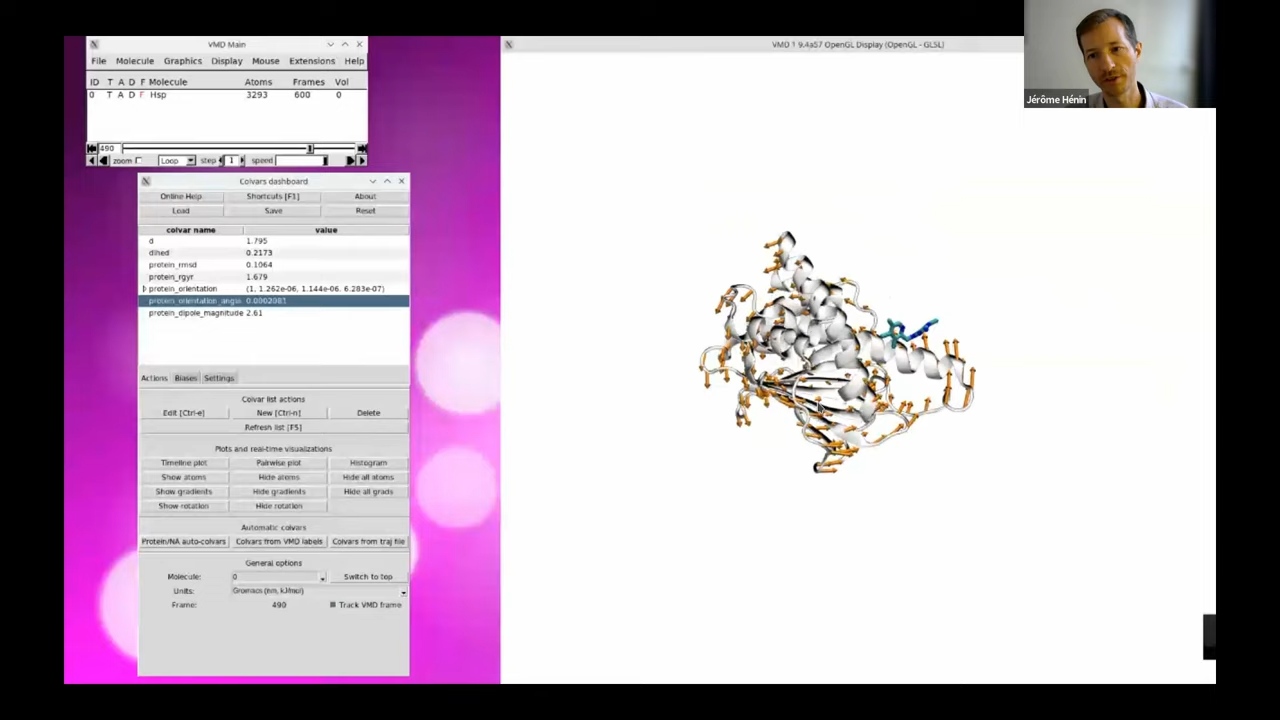 VMD Main
File Molecule Graphics Display Mouse Extensions Help
ID T A D F Molecule Atoms Frames Vol
0 T A D F Hsp 3293 600 0
490
zoom Loop step 1 speed
Colvars dashboard
Online Help Shortcuts [F1] About
Load Save Reset
colvar name value
d 1.795
dihed 0.2173
protein_rmsd 0.1964
protein_rgyr 1.679
protein_orientation (1, 1.262e-06, 1.144e-06, 6.283e-07)
protein_orientation_angle 0.0002081
protein_dipole_magnitude 2.61
Actions Biases Settings
Colvar list actions
Edit [Ctrl-e] New [Ctrl-n] Delete
Refresh list [F5]
Plots and real-time visualizations
Timeline plot Pairwise plot Histogram
Show atoms Hide atoms Hide all atoms
Show gradients Hide gradients Hide all grads
Show rotation Hide rotation
Automatic colvars
Protein/NA auto-colvars Colvars from VMD labels Colvars from traj file
General options
Molecule: 0 Switch to top
Units: Gromacs (nm, kJ/mol)
Frame: 490 Track VMD frame
VMD 1.9.4a57 OpenGL Display (OpenGL - GLSL)
Jérôme Hénin